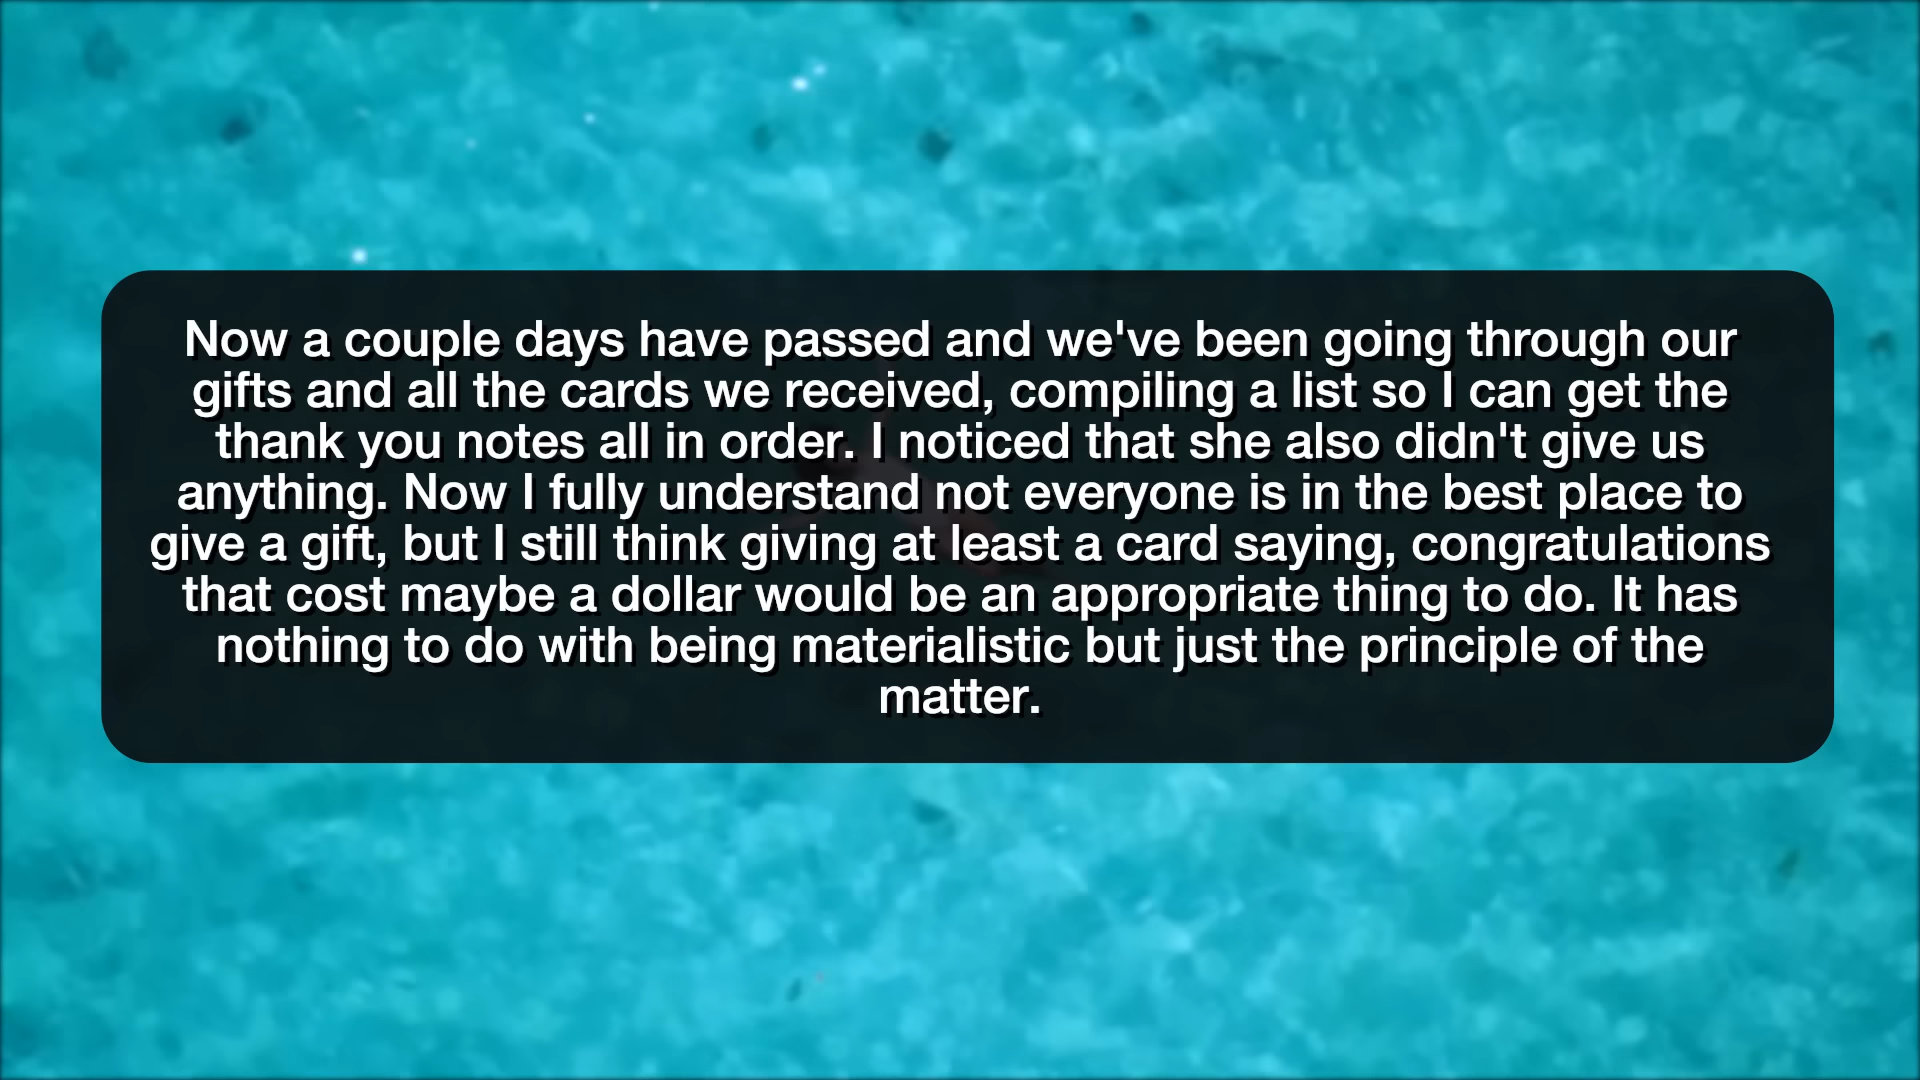 Now a couple days have passed and we've been going through our
gifts and all the cards we received, compiling a list so I can get the
thank you notes all in order. I noticed that she also didn't give us
anything. Now I fully understand not everyone is in the best place to
give a gift, but I still think giving at least a card saying, congratulations
that cost maybe a dollar would be an appropriate thing to do. It has
nothing to do with being materialistic but just the principle of the
matter.